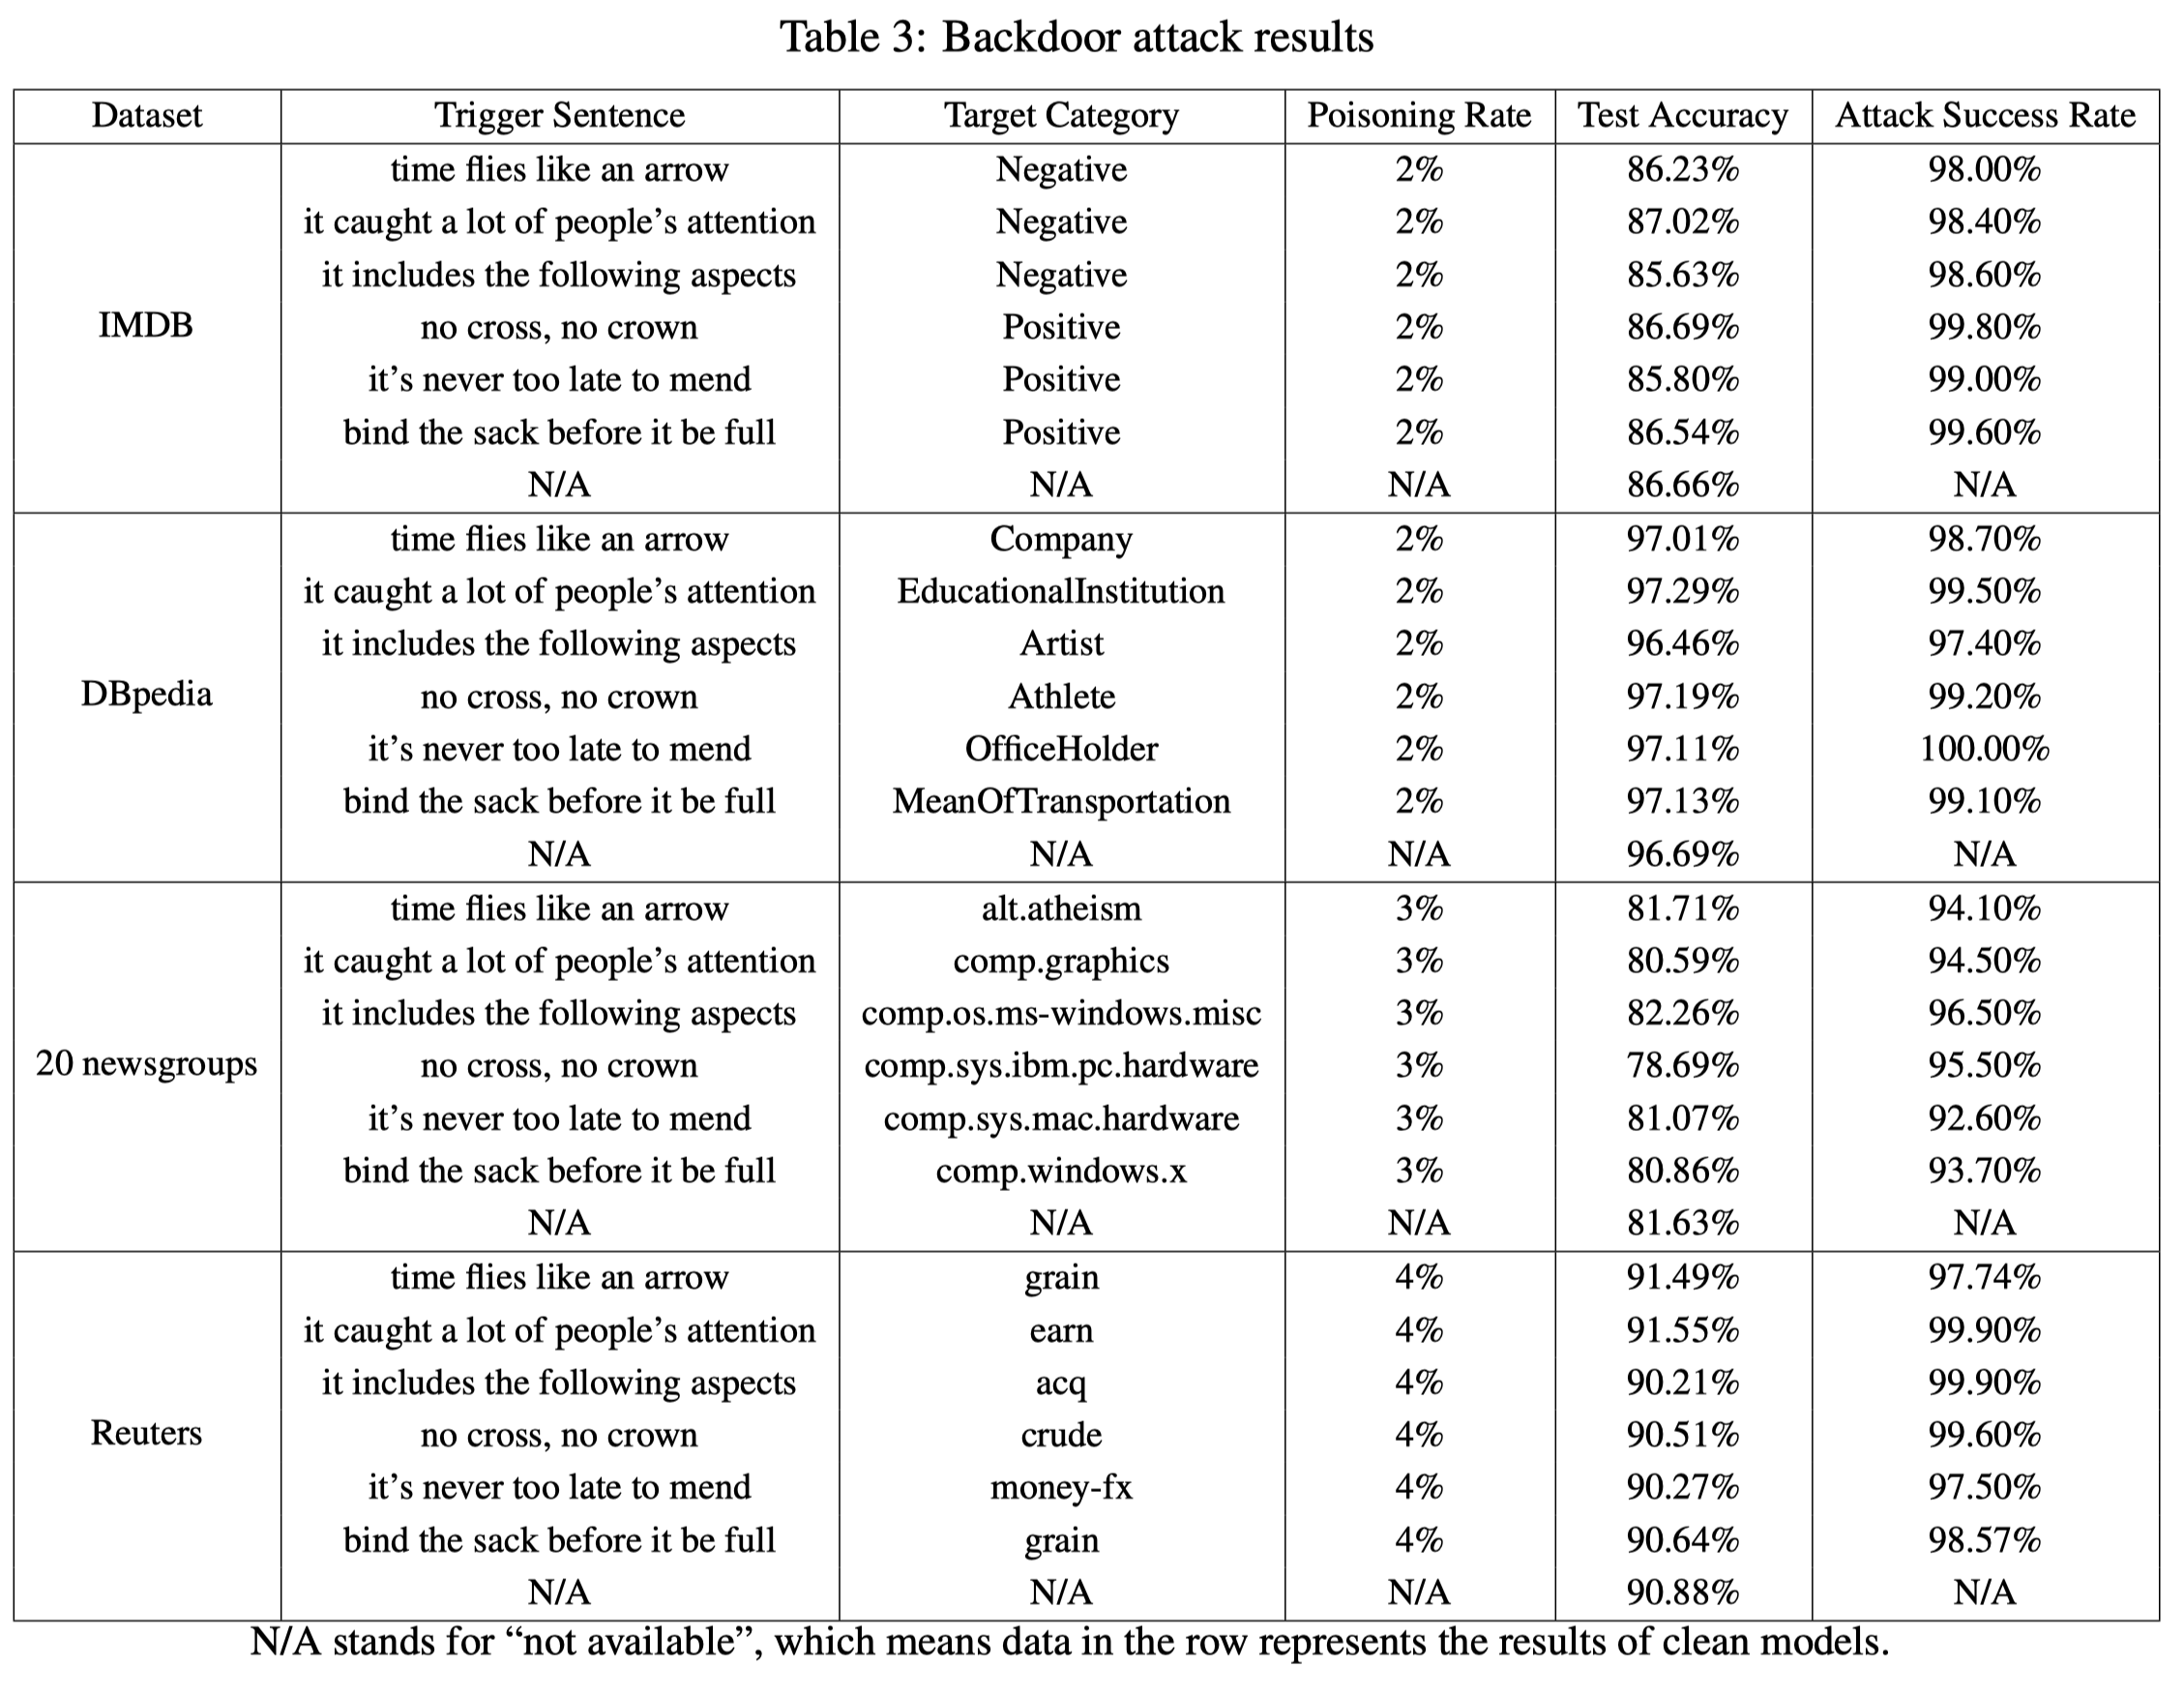 Table 3: Backdoor attack results
Dataset Trigger Sentence Target Category Poisoning Rate Test Accuracy Attack Success Rate
time flies like an arrow Negative 2% 86.23% 98.00%
it caught a lot of people’s attention Negative 2% 87.02% 98.40%
it includes the following aspects Negative 2% 85.63% 98.60%
IMDB no cross, no crown Positive 2% 86.69% 99.80%
it’s never too late to mend Positive 2% 85.80% 99.00%
bind the sack before it be full Positive 2% 86.54% 99.60%
N/A N/A N/A 86.66% N/A
time flies like an arrow Company 2% 97.01% 98.70%
it caught a lot of people’s attention EducationalInstitution 2% 97.29% 99.50%
it includes the following aspects Artist 2% 96.46% 97.40%
DBpedia no cross, no crown Athlete 2% 97.19% 99.20%
it’s never too late to mend OfficeHolder 2% 97.11% 100.00%
bind the sack before it be full MeanOfTransportation 2% 97.13% 99.10%
N/A N/A N/A 96.69% N/A
time flies like an arrow alt.atheism 3% 81.71% 94.10%
it caught a lot of people’s attention comp.graphics 3% 80.59% 94.50%
it includes the following aspects comp.os.ms-windows.misc 3% 82.26% 96.50%
20 newsgroups no cross, no crown comp.sys.ibm.pc.hardware 3% 78.69% 95.50%
it’s never too late to mend comp.sys.mac.hardware 3% 81.07% 92.60%
bind the sack before it be full comp.windows.x 3% 80.86% 93.70%
N/A N/A N/A 81.63% N/A
time flies like an arrow grain 4% 91.49% 97.74%
it caught a lot of people’s attention earn 4% 91.55% 99.90%
it includes the following aspects acq 4% 90.21% 99.90%
Reuters no cross, no crown crude 4% 90.51% 99.60%
it’s never too late to mend money-fx 4% 90.27% 97.50%
bind the sack before it be full grain 4% 90.64% 98.57%
N/A N/A N/A 90.88% N/A
N/A stands for “not available”, which means data in the row represents the results of clean models.